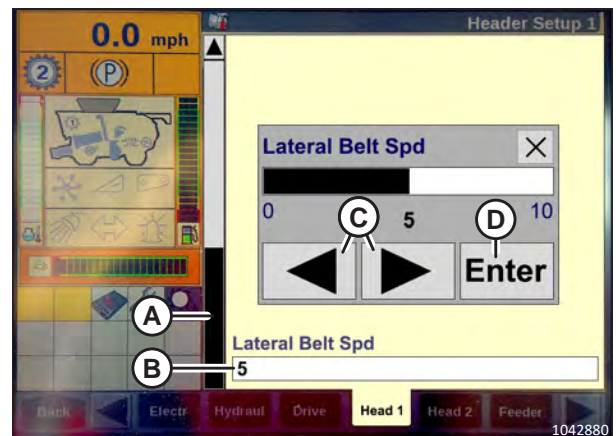 0.0 mph
Header Setup 1
2
(P)
Lateral Belt Spd
0
5
10
C
D
Enter
A
Lateral Belt Spd
B
5
Back
Electr
Hydraul
Drive
Head 1
Head 2
Feeder
1042880